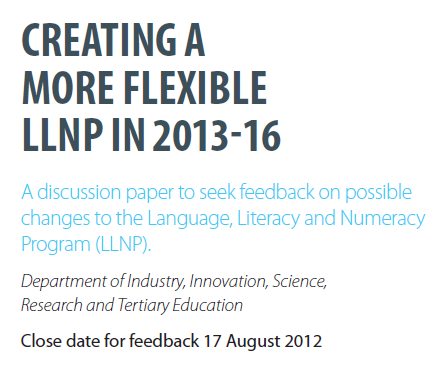 CREATING A
MORE FLEXIBLE
LLNP IN 2013-16
A discussion paper to seek feedback on possible
changes to the Language, Literacy and Numeracy
Program (LLNP).
Department of Industry, Innovation, Science,
Research and Tertiary Education
Close date for feedback 17 August 2012